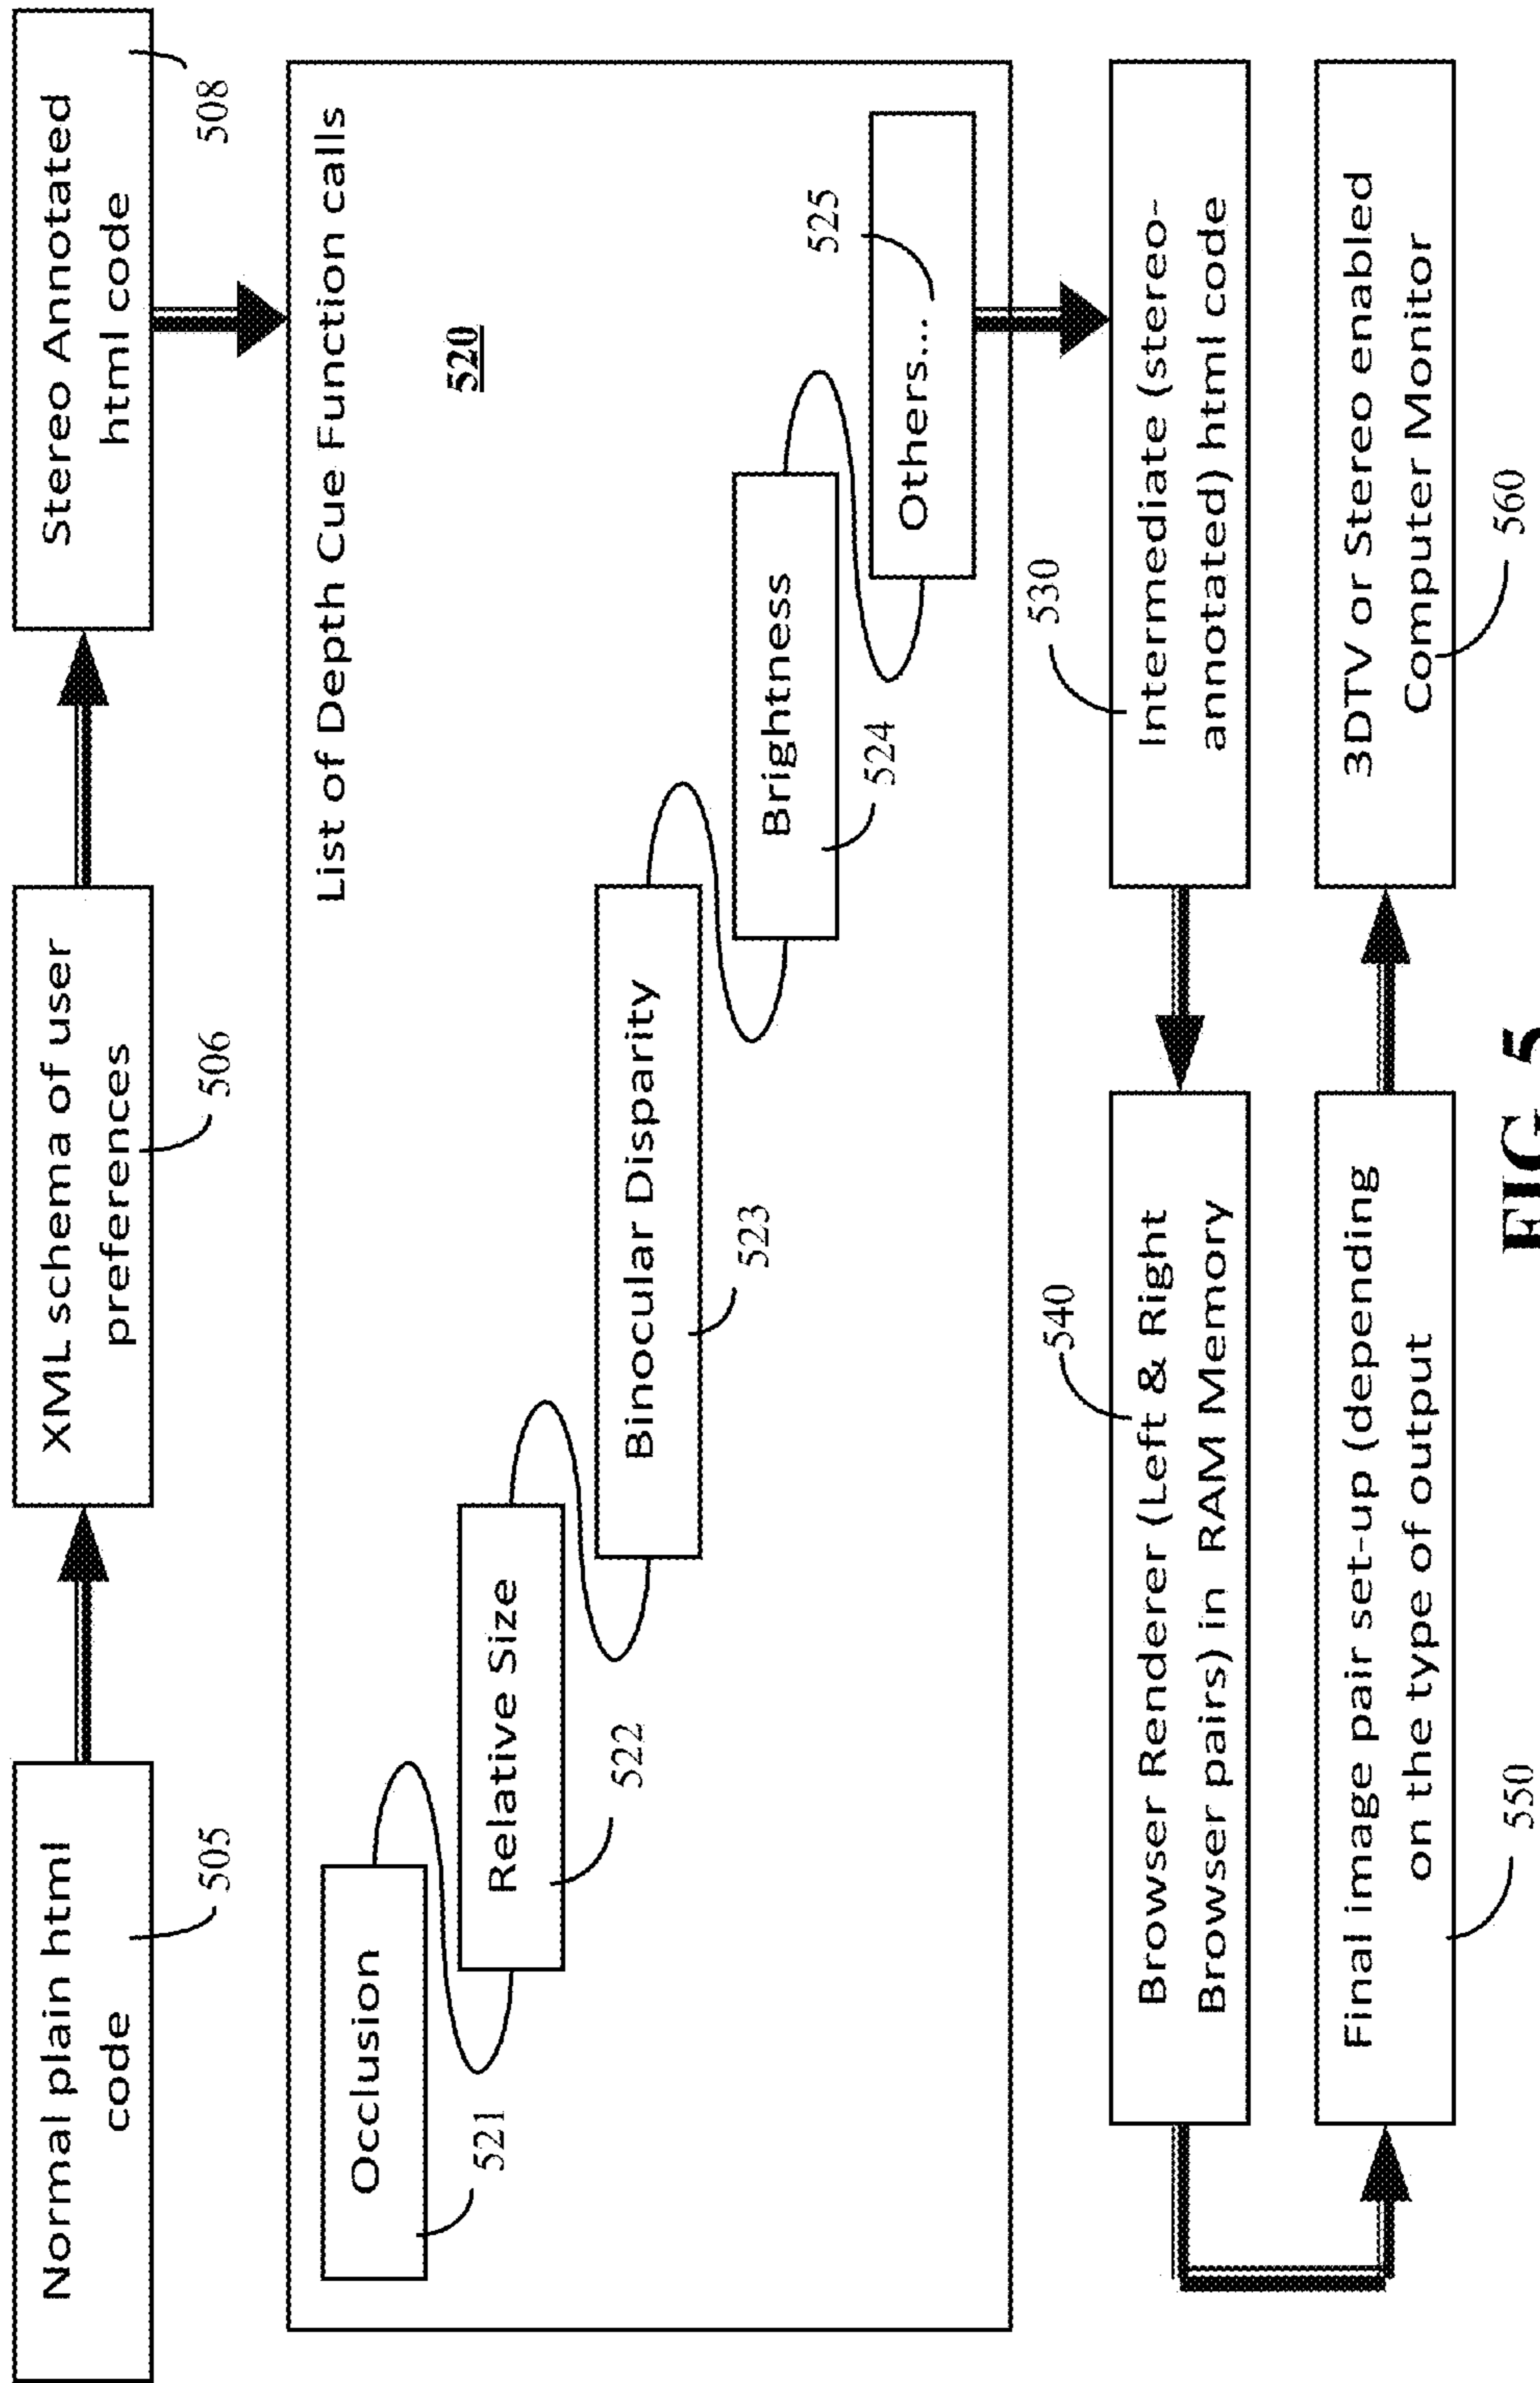 Normal plain html
code
505
XML schema of user
preferences
506
Stereo Annotated
html code
508
List of Depth Cue Function calls
520
Occlusion
521
Relative Size
522
Binocular Disparity
523
Brightness
524
Others...
525
530
Intermediate (stereo-
annotated) html code
540
Browser Renderer (Left & Right
Browser pairs) in RAM Memory
Final image pair set-up (depending
on the type of output
550
3DTV or Stereo enabled
Computer Monitor
560
FIG. 5